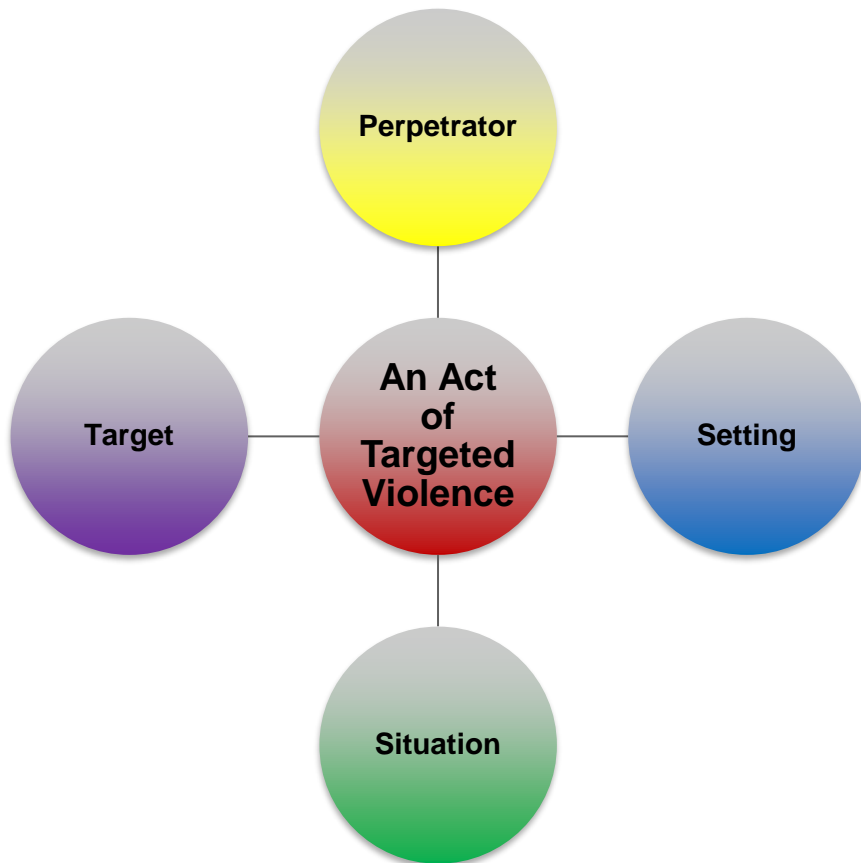 Perpetrator
An Act
of
Targeted
Violence
Target
Setting
Situation